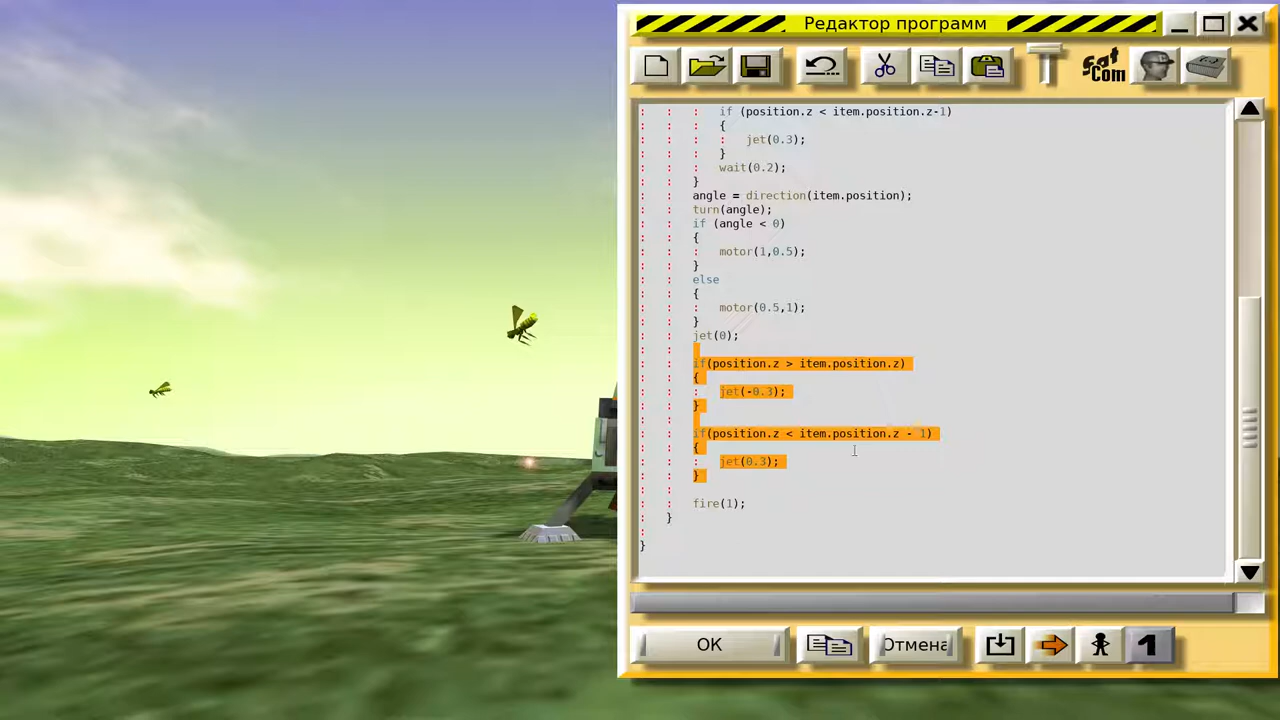 Редактор программ
Sat
Com
if (position.z < item.position.z-1)
{
jet(0.3);
}
wait(0.2);
}
angle = direction(item.position);
turn(angle);
if (angle < 0)
{
motor(1,0.5);
}
else
{
motor(0.5,1);
}
jet(0);
if(position.z > item.position.z)
{
jet(-0.3);
}
if(position.z < item.position.z - 1)
{
jet(0.3);
}
fire(1);
}
}
OK
Отмена
1